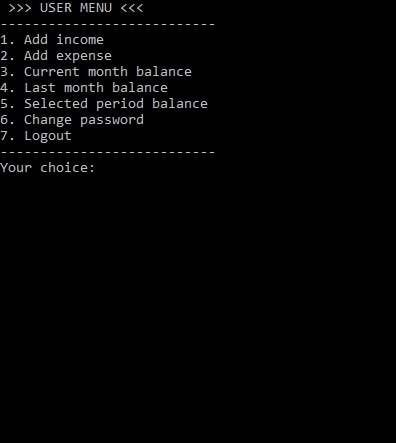 >>> USER MENU <<<
---------------------------
1. Add income
2. Add expense
3. Current month balance
4. Last month balance
5. Selected period balance
6. Change password
7. Logout
---------------------------
Your choice: